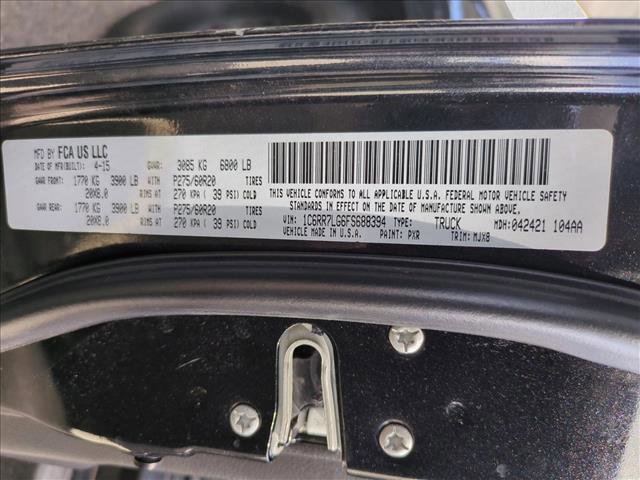 MFD BY FCA US LLC
DATE OF MFR(BUILT): 4-15 GVWR: 3085 KG 6800 LB
GAWR FRONT: 1770 KG 3900 LB WITH P275/60R20 TIRES
20X8.0 RIMS AT 270 KPA ( 39 PSI) COLD
GAWR REAR: 1770 KG 3900 LB WITH P275/60R20 TIRES
20X8.0 RIMS AT 270 KPA ( 39 PSI) COLD
THIS VEHICLE CONFORMS TO ALL APPLICABLE U.S.A. FEDERAL MOTOR VEHICLE SAFETY
STANDARDS IN EFFECT ON THE DATE OF MANUFACTURE SHOWN ABOVE.
VIN: 1C6RR7LG6FS688394 TYPE: TRUCK MDH: 042421 104AA
VEHICLE MADE IN U.S.A. PAINT: PXR TRIM: MJX8